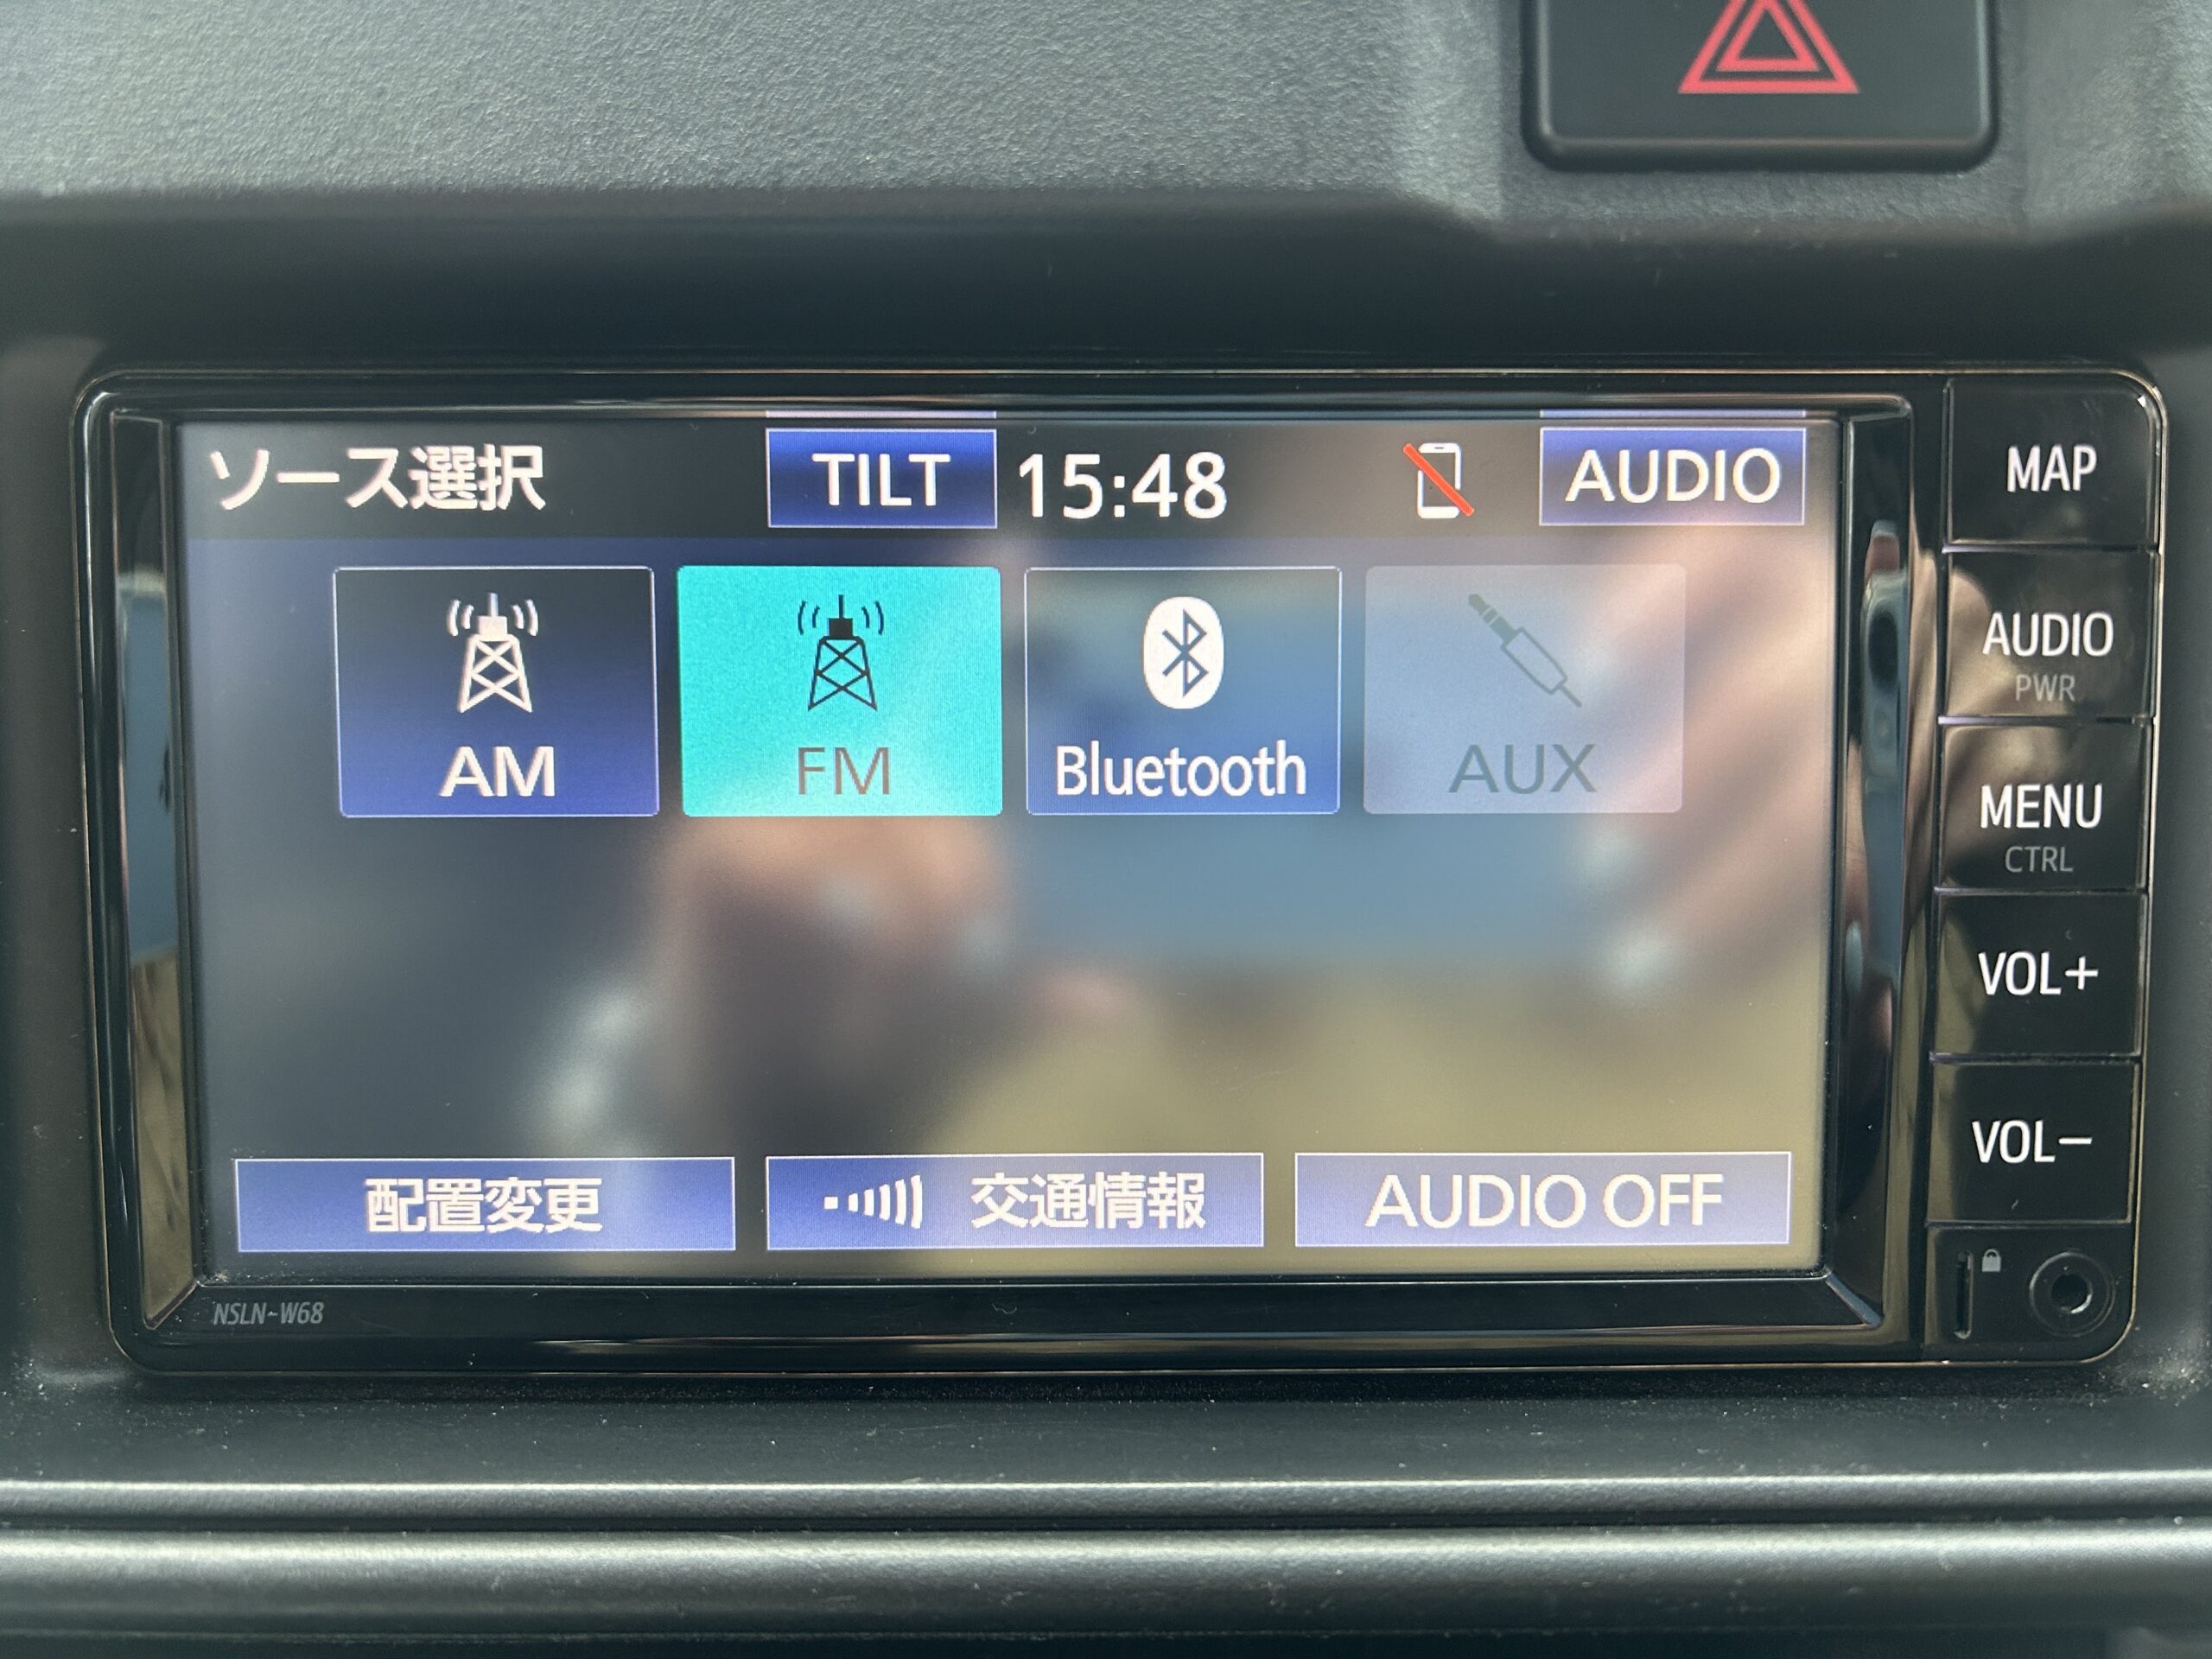 ソース選択
TILT
15:48
AUDIO
AM
FM
Bluetooth
AUX
配置変更
交通情報
AUDIO OFF
MAP
AUDIO
PWR
MENU
CTRL
VOL+
VOL−
NSLN-W68